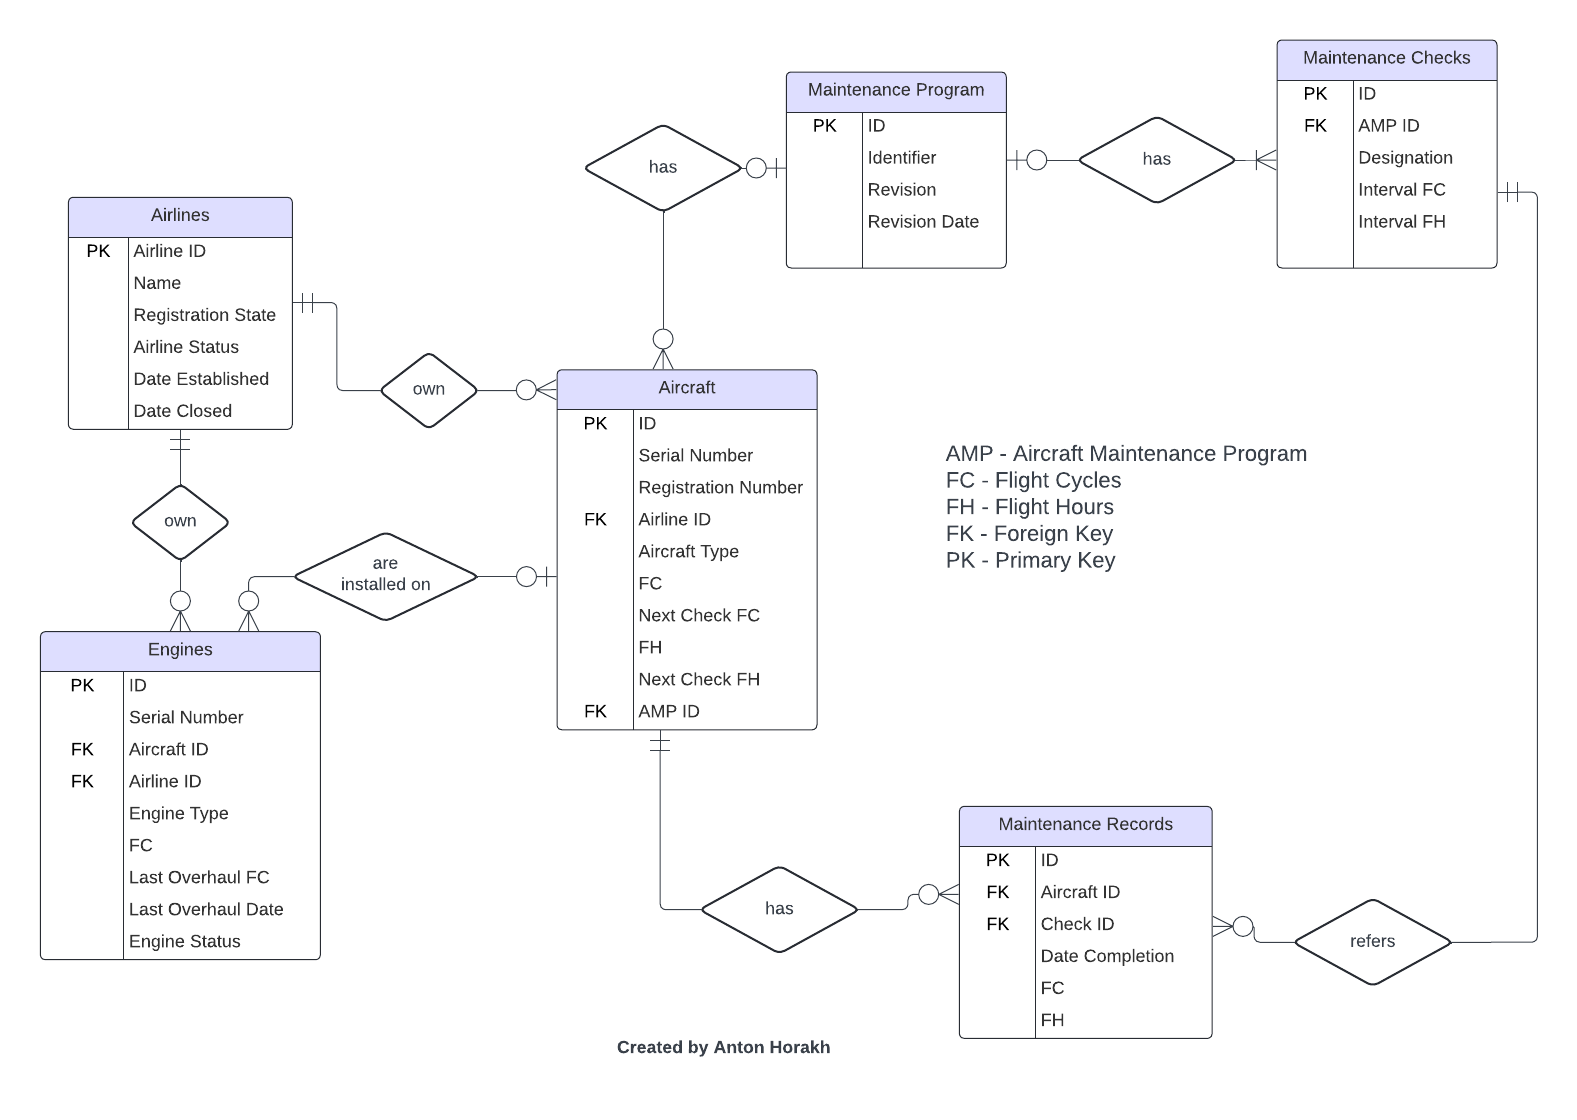 Maintenance Checks
PK ID
FK AMP ID
Designation
Interval FC
Interval FH
Maintenance Program
PK ID
Identifier
Revision
Revision Date
has
has
Airlines
PK Airline ID
Name
Registration State
Airline Status
Date Established
Date Closed
own
Aircraft
PK ID
Serial Number
Registration Number
FK Airline ID
Aircraft Type
FC
Next Check FC
FH
Next Check FH
FK AMP ID
AMP - Aircraft Maintenance Program
FC - Flight Cycles
FH - Flight Hours
FK - Foreign Key
PK - Primary Key
own
are
installed on
Engines
PK ID
Serial Number
FK Aircraft ID
FK Airline ID
Engine Type
FC
Last Overhaul FC
Last Overhaul Date
Engine Status
has
Maintenance Records
PK ID
FK Aircraft ID
FK Check ID
Date Completion
FC
FH
refers
Created by Anton Horakh